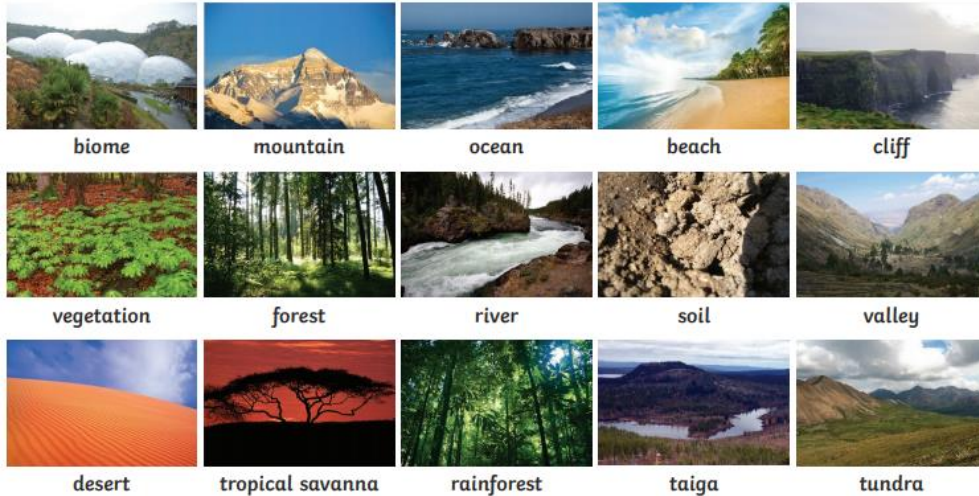 biome mountain ocean beach cliff
vegetation forest river soil valley
desert tropical savanna rainforest taiga tundra